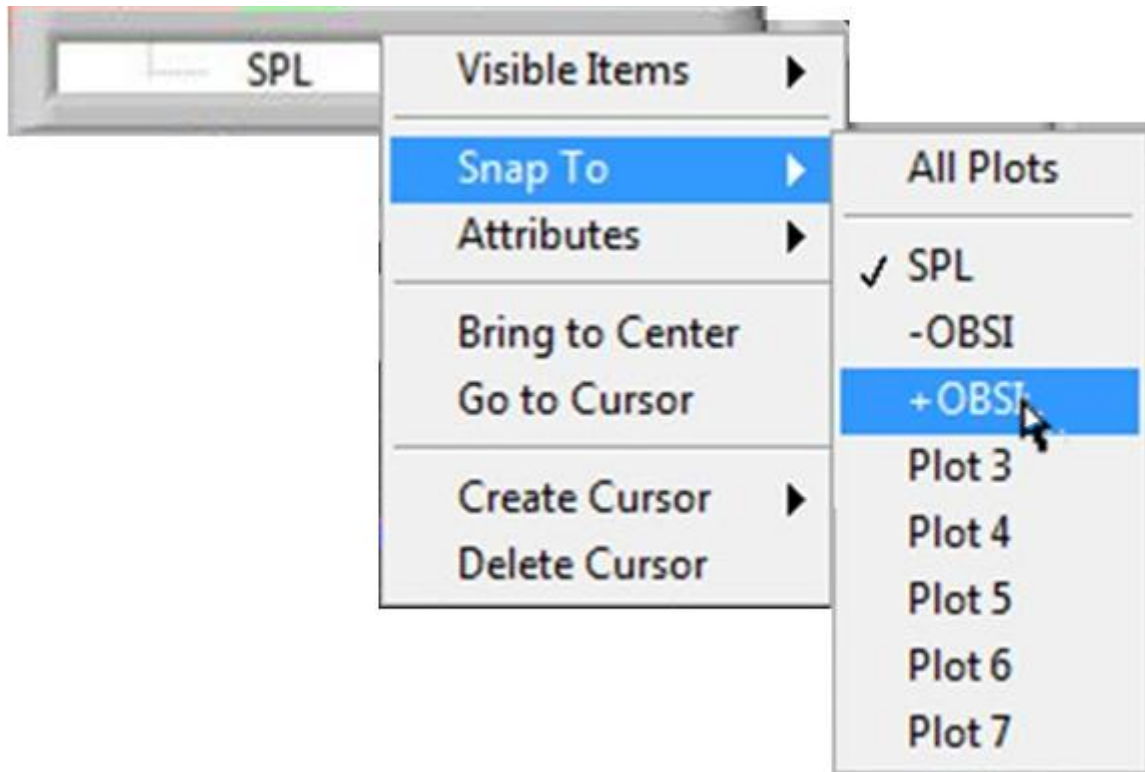 SPL
Visible Items
Snap To
Attributes
Bring to Center
Go to Cursor
Create Cursor
Delete Cursor
All Plots
SPL
-OBSI
+OBSI
Plot 3
Plot 4
Plot 5
Plot 6
Plot 7